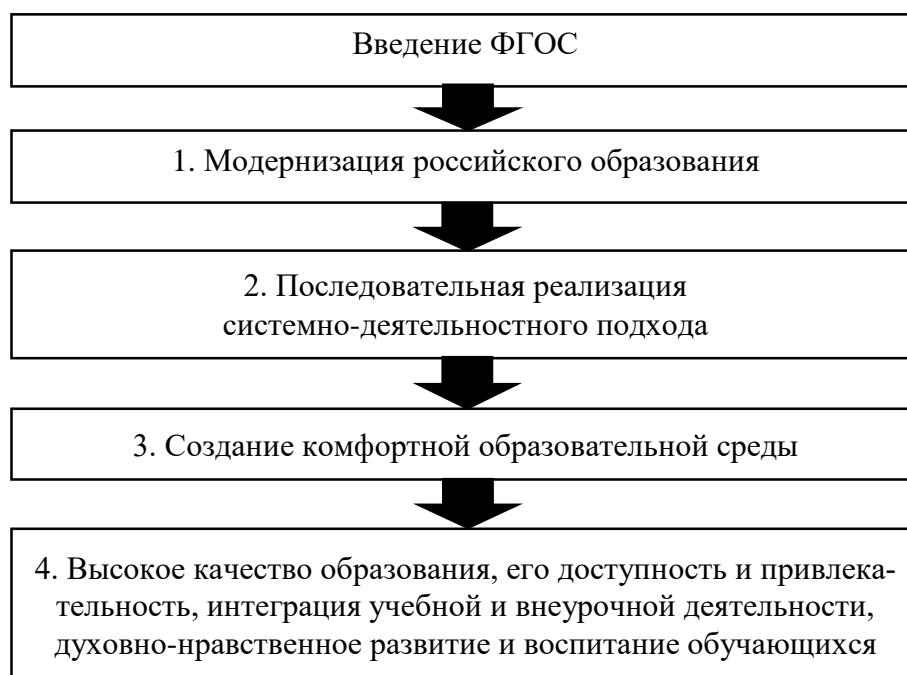 Введение ФГОС
1. Модернизация российского образования
2. Последовательная реализация
системно-деятельностного подхода
3. Создание комфортной образовательной среды
4. Высокое качество образования, его доступность и привлека-
тельность, интеграция учебной и внеурочной деятельности,
духовно-нравственное развитие и воспитание обучающихся